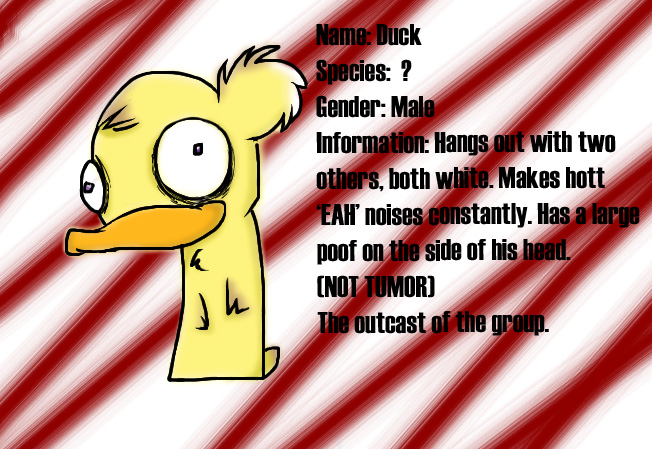 Name: Duck
Species: ?
Gender: Male
Information: Hangs out with two
others, both white. Makes hott
'EAH' noises constantly. Has a large
poof on the side of his head.
(NOT TUMOR)
The outcast of the group.